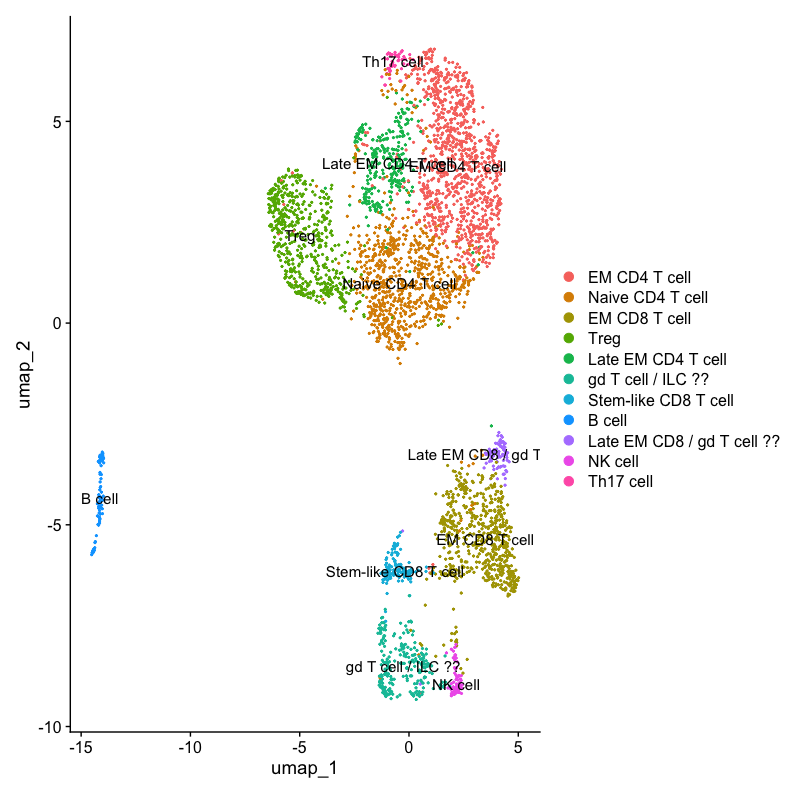 Th17 cell
5
Late EM CD4 T cell
EM CD4 T cell
Treg
Naive CD4 T cell
0
umap_2
Late EM CD8 / gd T
B cell
-5
EM CD8 T cell
Stem-like CD8 T cell
gd T cell / ILC ??
NK cell
-10
-15
-10
-5
0
5
umap_1
EM CD4 T cell
Naive CD4 T cell
EM CD8 T cell
Treg
Late EM CD4 T cell
gd T cell / ILC ??
Stem-like CD8 T cell
B cell
Late EM CD8 / gd T cell ??
NK cell
Th17 cell